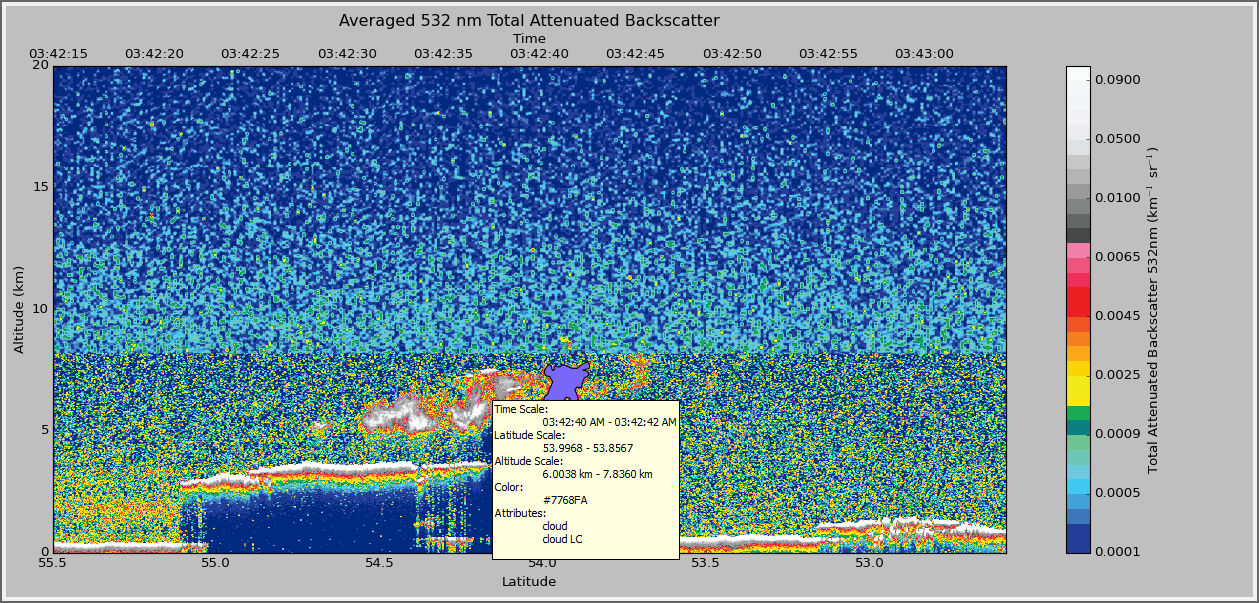 Averaged 532 nm Total Attenuated Backscatter
Time
03:42:15 03:42:20 03:42:25 03:42:30 03:42:35 03:42:40 03:42:45 03:42:50 03:42:55 03:43:00
20
15
10
5
0
Altitude (km)
55.5 55.0 54.5 54.0 53.5 53.0
Latitude
Time Scale:
03:42:40 AM - 03:42:42 AM
Latitude Scale:
53.9968 - 53.8567
Altitude Scale:
6.0038 km - 7.8360 km
Color:
#7768FA
Attributes:
cloud
cloud LC
0.0900
0.0500
0.0100
0.0065
0.0045
0.0025
0.0009
0.0005
0.0001
Total Attenuated Backscatter 532nm (km⁻¹ sr⁻¹)